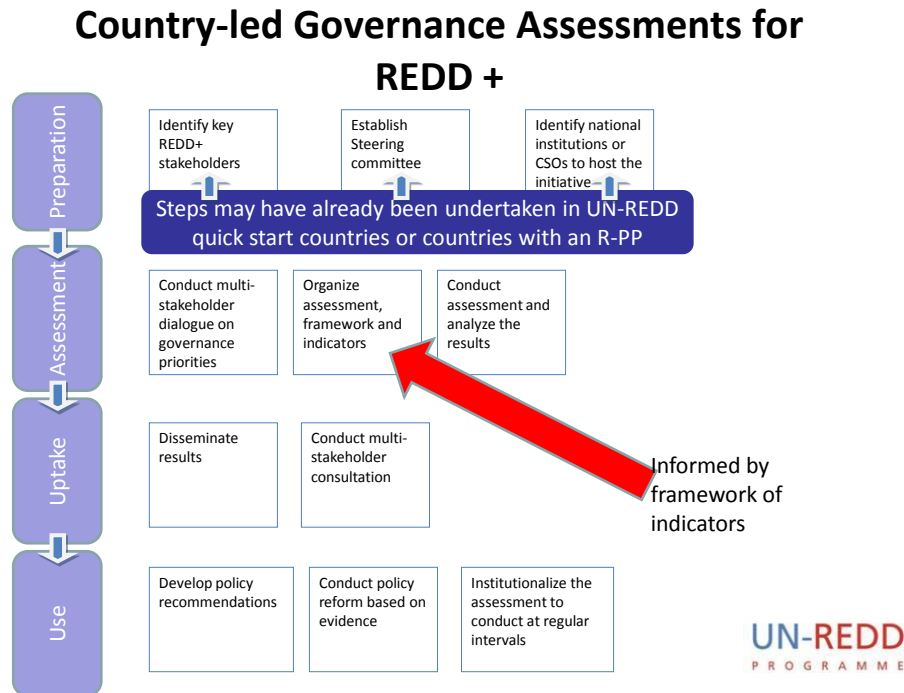 Country-led Governance Assessments for
REDD +
Preparation
Identify key
REDD+
stakeholders
Establish
Steering
committee
Identify national
institutions or
CSOs to host the
initiative
Steps may have already been undertaken in UN-REDD
quick start countries or countries with an R-PP
Assessment
Conduct multi-
stakeholder
dialogue on
governance
priorities
Organize
assessment,
framework and
indicators
Conduct
assessment and
analyze the
results
Uptake
Disseminate
results
Conduct multi-
stakeholder
consultation
Informed by
framework of
indicators
Use
Develop policy
recommendations
Conduct policy
reform based on
evidence
Institutionalize the
assessment to
conduct at regular
intervals
UN-REDD
PROGRAMME